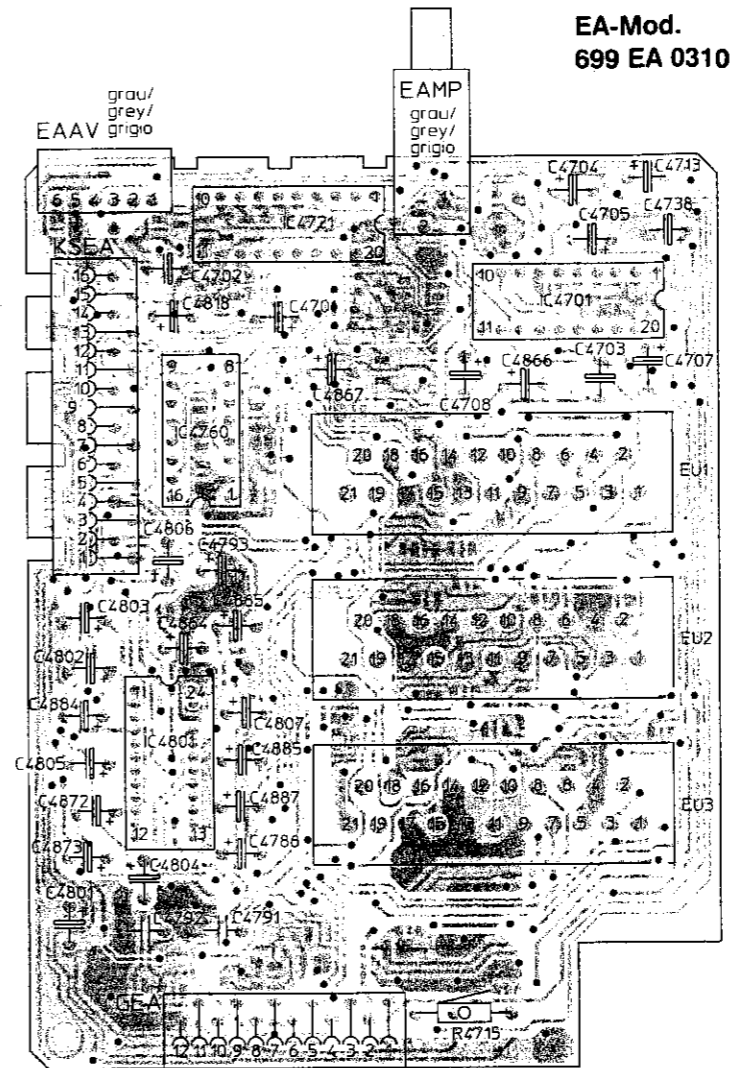 EA-Mod.
699 EA 0310
grau/
grey/
grigio
EAAV
EAMP
grau/
grey/
grigio
6 5 4 3 2 1
2
C4704
C4713
C4705
C4738
10 1
IC4721
20
KSEA
16
15
14
13
12
11
10
9
8
7
6
5
4
3
2
1
C4702
C4818
10 1
IC4701
11 20
C4867
C4708
C4866
C4703
C4707
9 8
IC4760
16 1
20 18 16 14 12 10 8 6 4 2
21 19 17 15 13 11 9 7 5 3 1
EU1
C4806
C4793
C4803
C4864
C4865
C4802
20 18 16 14 12 10 8 6 4 2
21 19 17 15 13 11 9 7 5 3 1
EU2
C4884
24
C4807
IC4801
C4805
C4885
C4872
C4887
12 13
C4873
C4786
C4804
20 18 16 14 12 10 8 6 4 2
21 19 17 15 13 11 9 7 5 3 1
EU3
C4801
C4792
C4791
GEA
12 11 10 9 8 7 6 5 4 3 2 1
R4715